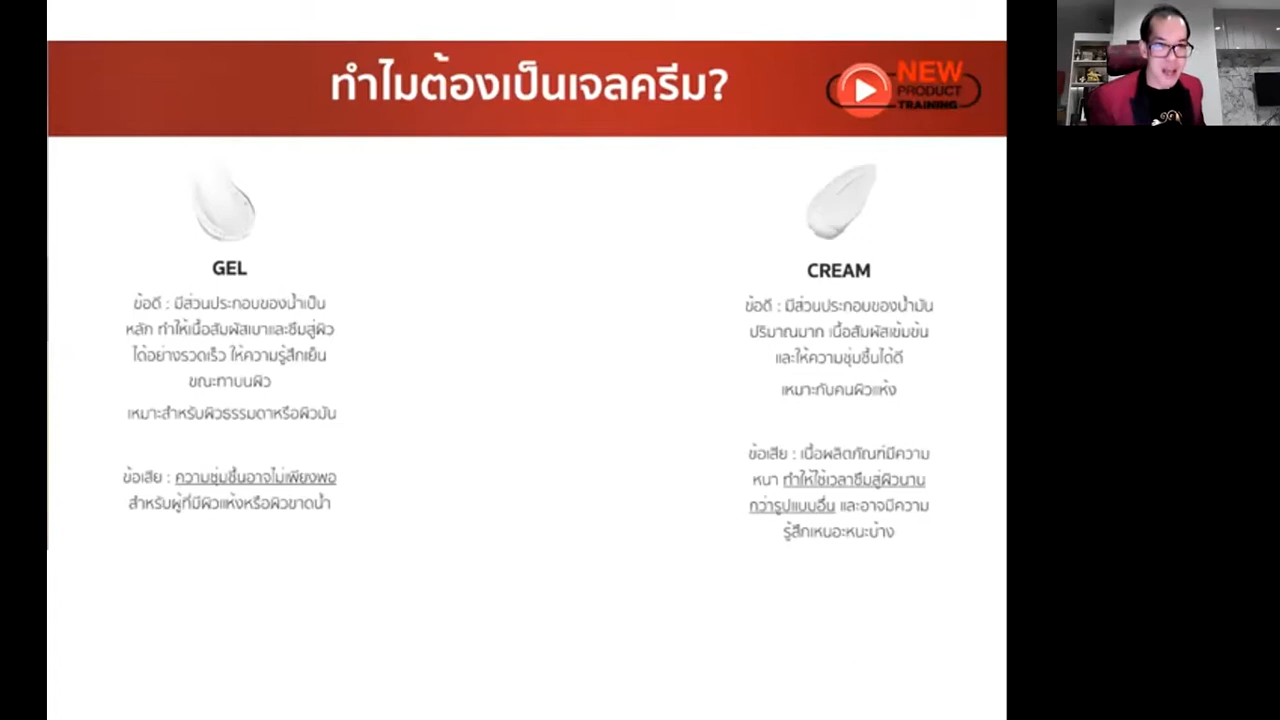 ทำไมต้องเป็นเจลครีม?
NEW
PRODUCT
TRAINING
GEL
ข้อดี : มีส่วนประกอบของน้ำเป็น
หลัก ทำให้เนื้อสัมผัสเบาและซึมสู่ผิว
ได้อย่างรวดเร็ว ให้ความรู้สึกเย็น
ขณะทาบนผิว
เหมาะสำหรับผิวธรรมดาหรือผิวมัน
ข้อเสีย : ความชุ่มชื้นอาจไม่เพียงพอ
สำหรับผู้ที่มีผิวแห้งหรือผิวขาดน้ำ
CREAM
ข้อดี : มีส่วนประกอบของน้ำมัน
ปริมาณมาก เนื้อสัมผัสเข้มข้น
และให้ความชุ่มชื้นได้ดี
เหมาะกับคนผิวแห้ง
ข้อเสีย : เนื้อผลิตภัณฑ์มีความ
หนา ทำให้ใช้เวลาซึมสู่ผิวนาน
กว่ารูปแบบอื่น และอาจมีความ
รู้สึกเหนอะหนะบ้าง